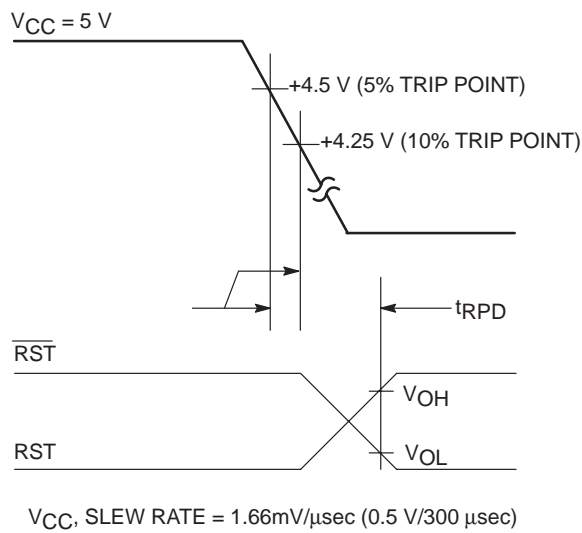 VCC = 5 V
+4.5 V (5% TRIP POINT)
+4.25 V (10% TRIP POINT)
tRPD
RST
VOH
RST
VOL
VCC, SLEW RATE = 1.66mV/μsec (0.5 V/300 μsec)